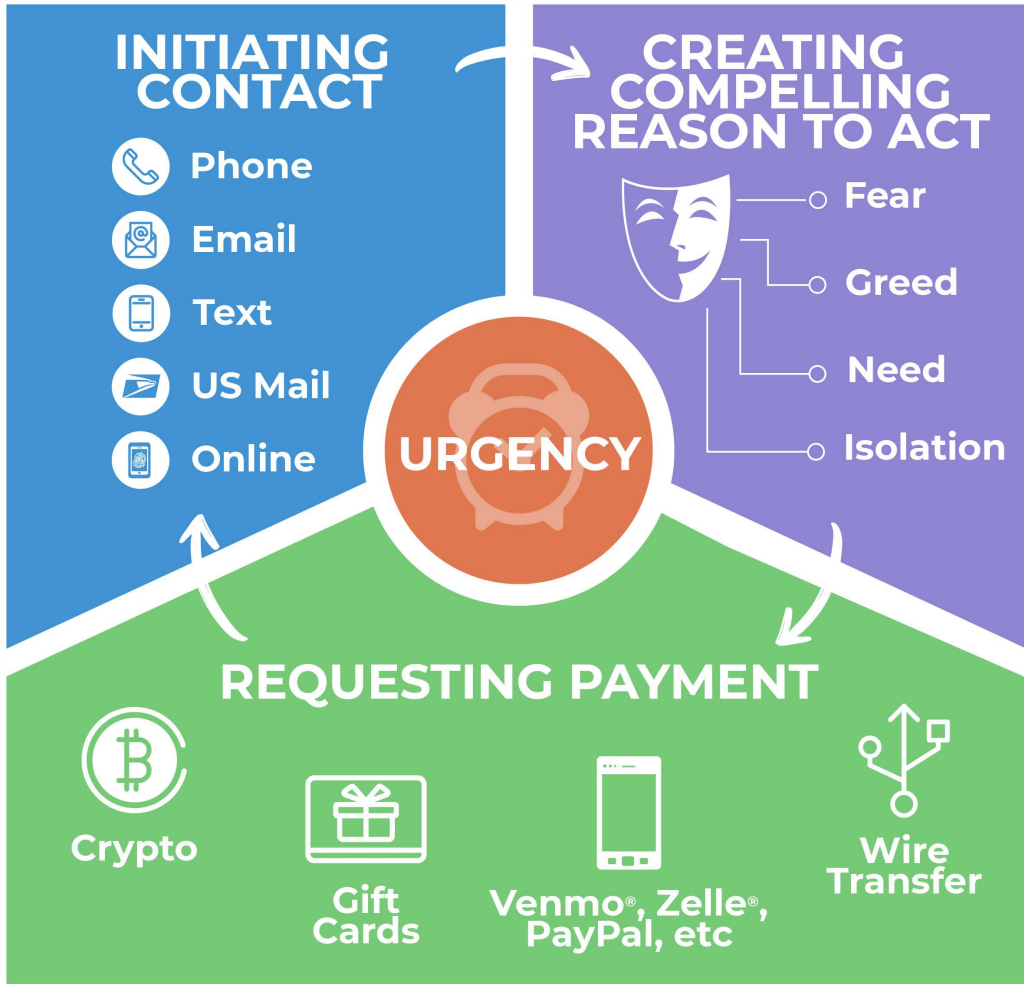 INITIATING
CONTACT
Phone
Email
Text
US Mail
Online
CREATING
COMPELLING
REASON TO ACT
Fear
Greed
Need
Isolation
URGENCY
REQUESTING PAYMENT
Crypto
Gift
Cards
Venmo®, Zelle®,
PayPal, etc
Wire
Transfer